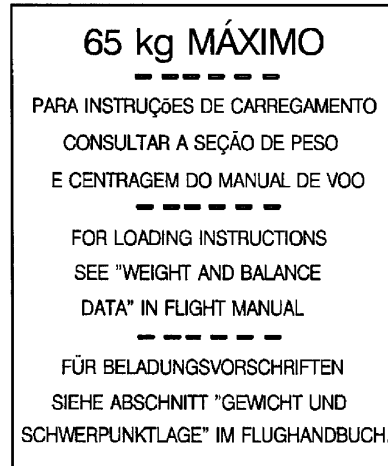 65 kg MÁXIMO
PARA INSTRUÇõES DE CARREGAMENTO
CONSULTAR A SEÇÃO DE PESO
E CENTRAGEM DO MANUAL DE VOO
FOR LOADING INSTRUCTIONS
SEE "WEIGHT AND BALANCE
DATA" IN FLIGHT MANUAL
FÜR BELADUNGSVORSCHRIFTEN
SIEHE ABSCHNITT "GEWICHT UND
SCHWERPUNKTLAGE" IM FLUGHANDBUCH.